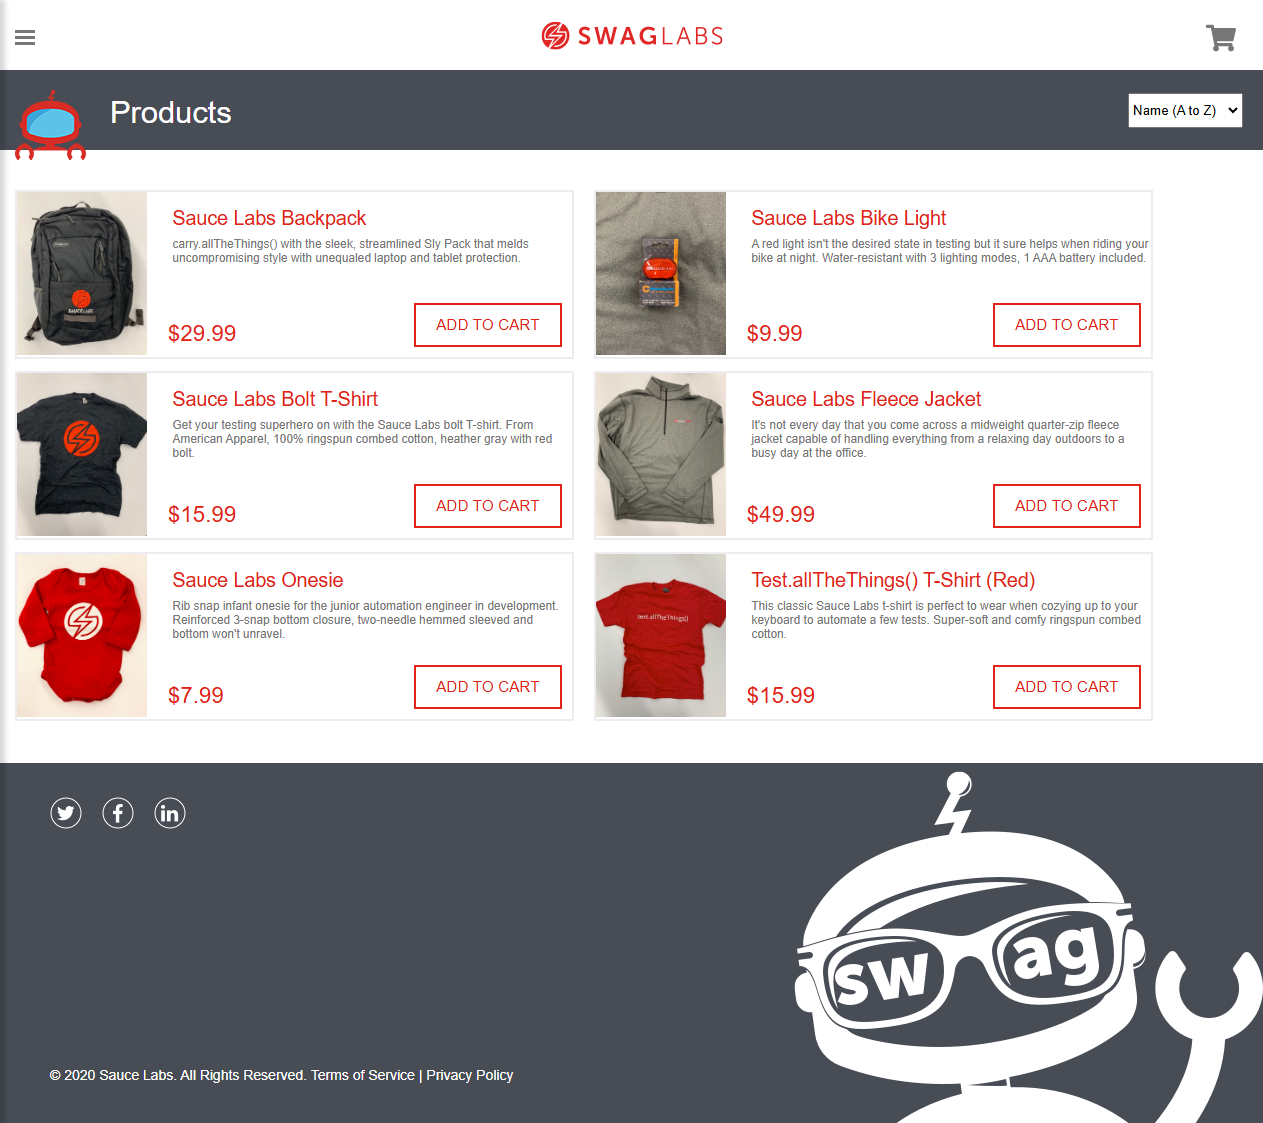 SWAGLABS
Products
Name (A to Z)
Sauce Labs Backpack
carry.allTheThings() with the sleek, streamlined Sly Pack that melds
uncompromising style with unequaled laptop and tablet protection.
$29.99
ADD TO CART
SAUCELABS
Sauce Labs Bike Light
A red light isn't the desired state in testing but it sure helps when riding your
bike at night. Water-resistant with 3 lighting modes, 1 AAA battery included.
$9.99
ADD TO CART
Sauce Labs Bolt T-Shirt
Get your testing superhero on with the Sauce Labs bolt T-shirt. From
American Apparel, 100% ringspun combed cotton, heather gray with red
bolt.
$15.99
ADD TO CART
Sauce Labs Fleece Jacket
It's not every day that you come across a midweight quarter-zip fleece
jacket capable of handling everything from a relaxing day outdoors to a
busy day at the office.
$49.99
ADD TO CART
Sauce Labs Onesie
Rib snap infant onesie for the junior automation engineer in development.
Reinforced 3-snap bottom closure, two-needle hemmed sleeved and
bottom won't unravel.
$7.99
ADD TO CART
test.allTheThings()
Test.allTheThings() T-Shirt (Red)
This classic Sauce Labs t-shirt is perfect to wear when cozying up to your
keyboard to automate a few tests. Super-soft and comfy ringspun combed
cotton.
$15.99
ADD TO CART
swag
© 2020 Sauce Labs. All Rights Reserved. Terms of Service | Privacy Policy